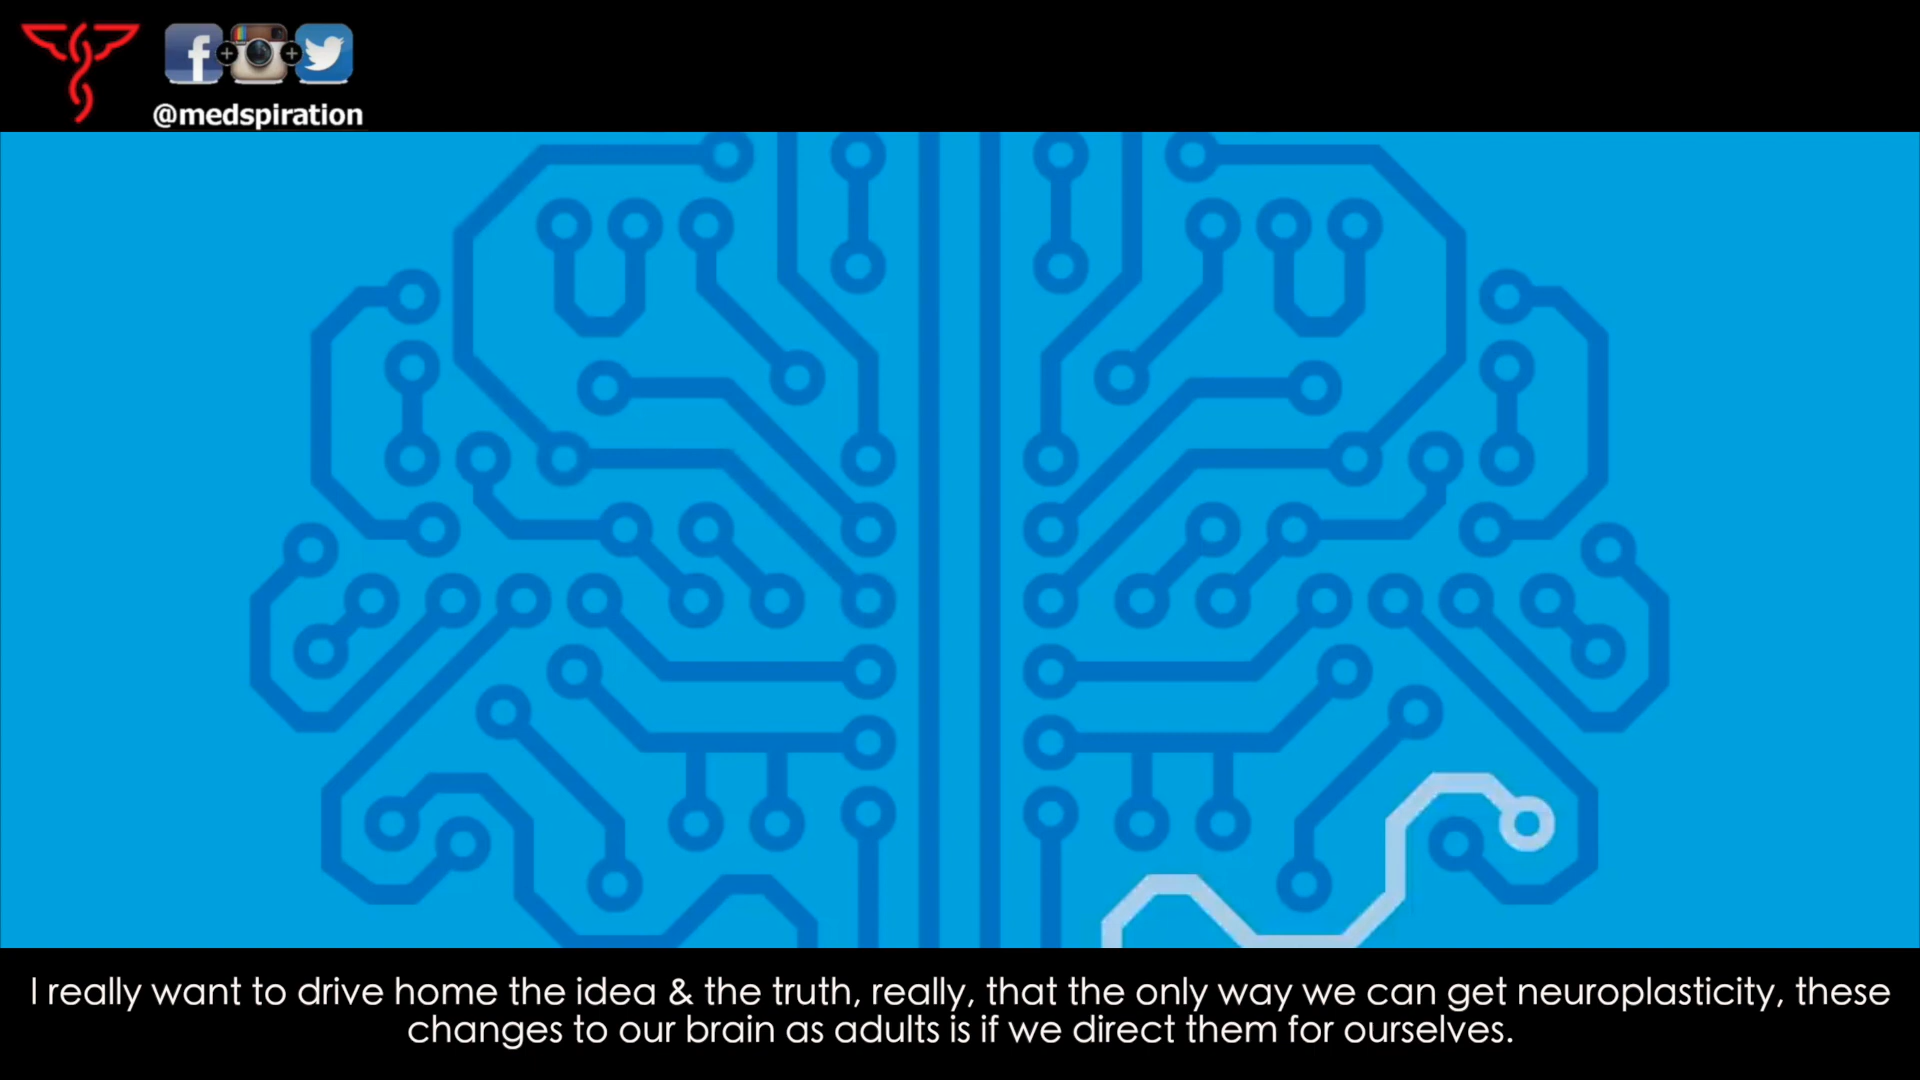 @medspiration
I really want to drive home the idea & the truth, really, that the only way we can get neuroplasticity, these
changes to our brain as adults is if we direct them for ourselves.